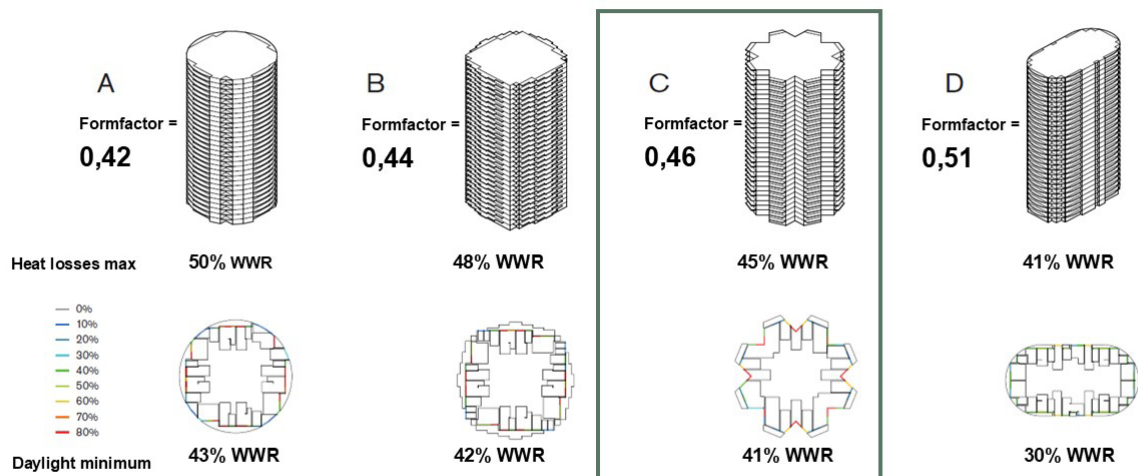 A
Formfactor =
0,42
B
Formfactor =
0,44
C
Formfactor =
0,46
D
Formfactor =
0,51
Heat losses max
50% WWR
48% WWR
45% WWR
41% WWR
0%
10%
20%
30%
40%
50%
60%
70%
80%
Daylight minimum
43% WWR
42% WWR
41% WWR
30% WWR